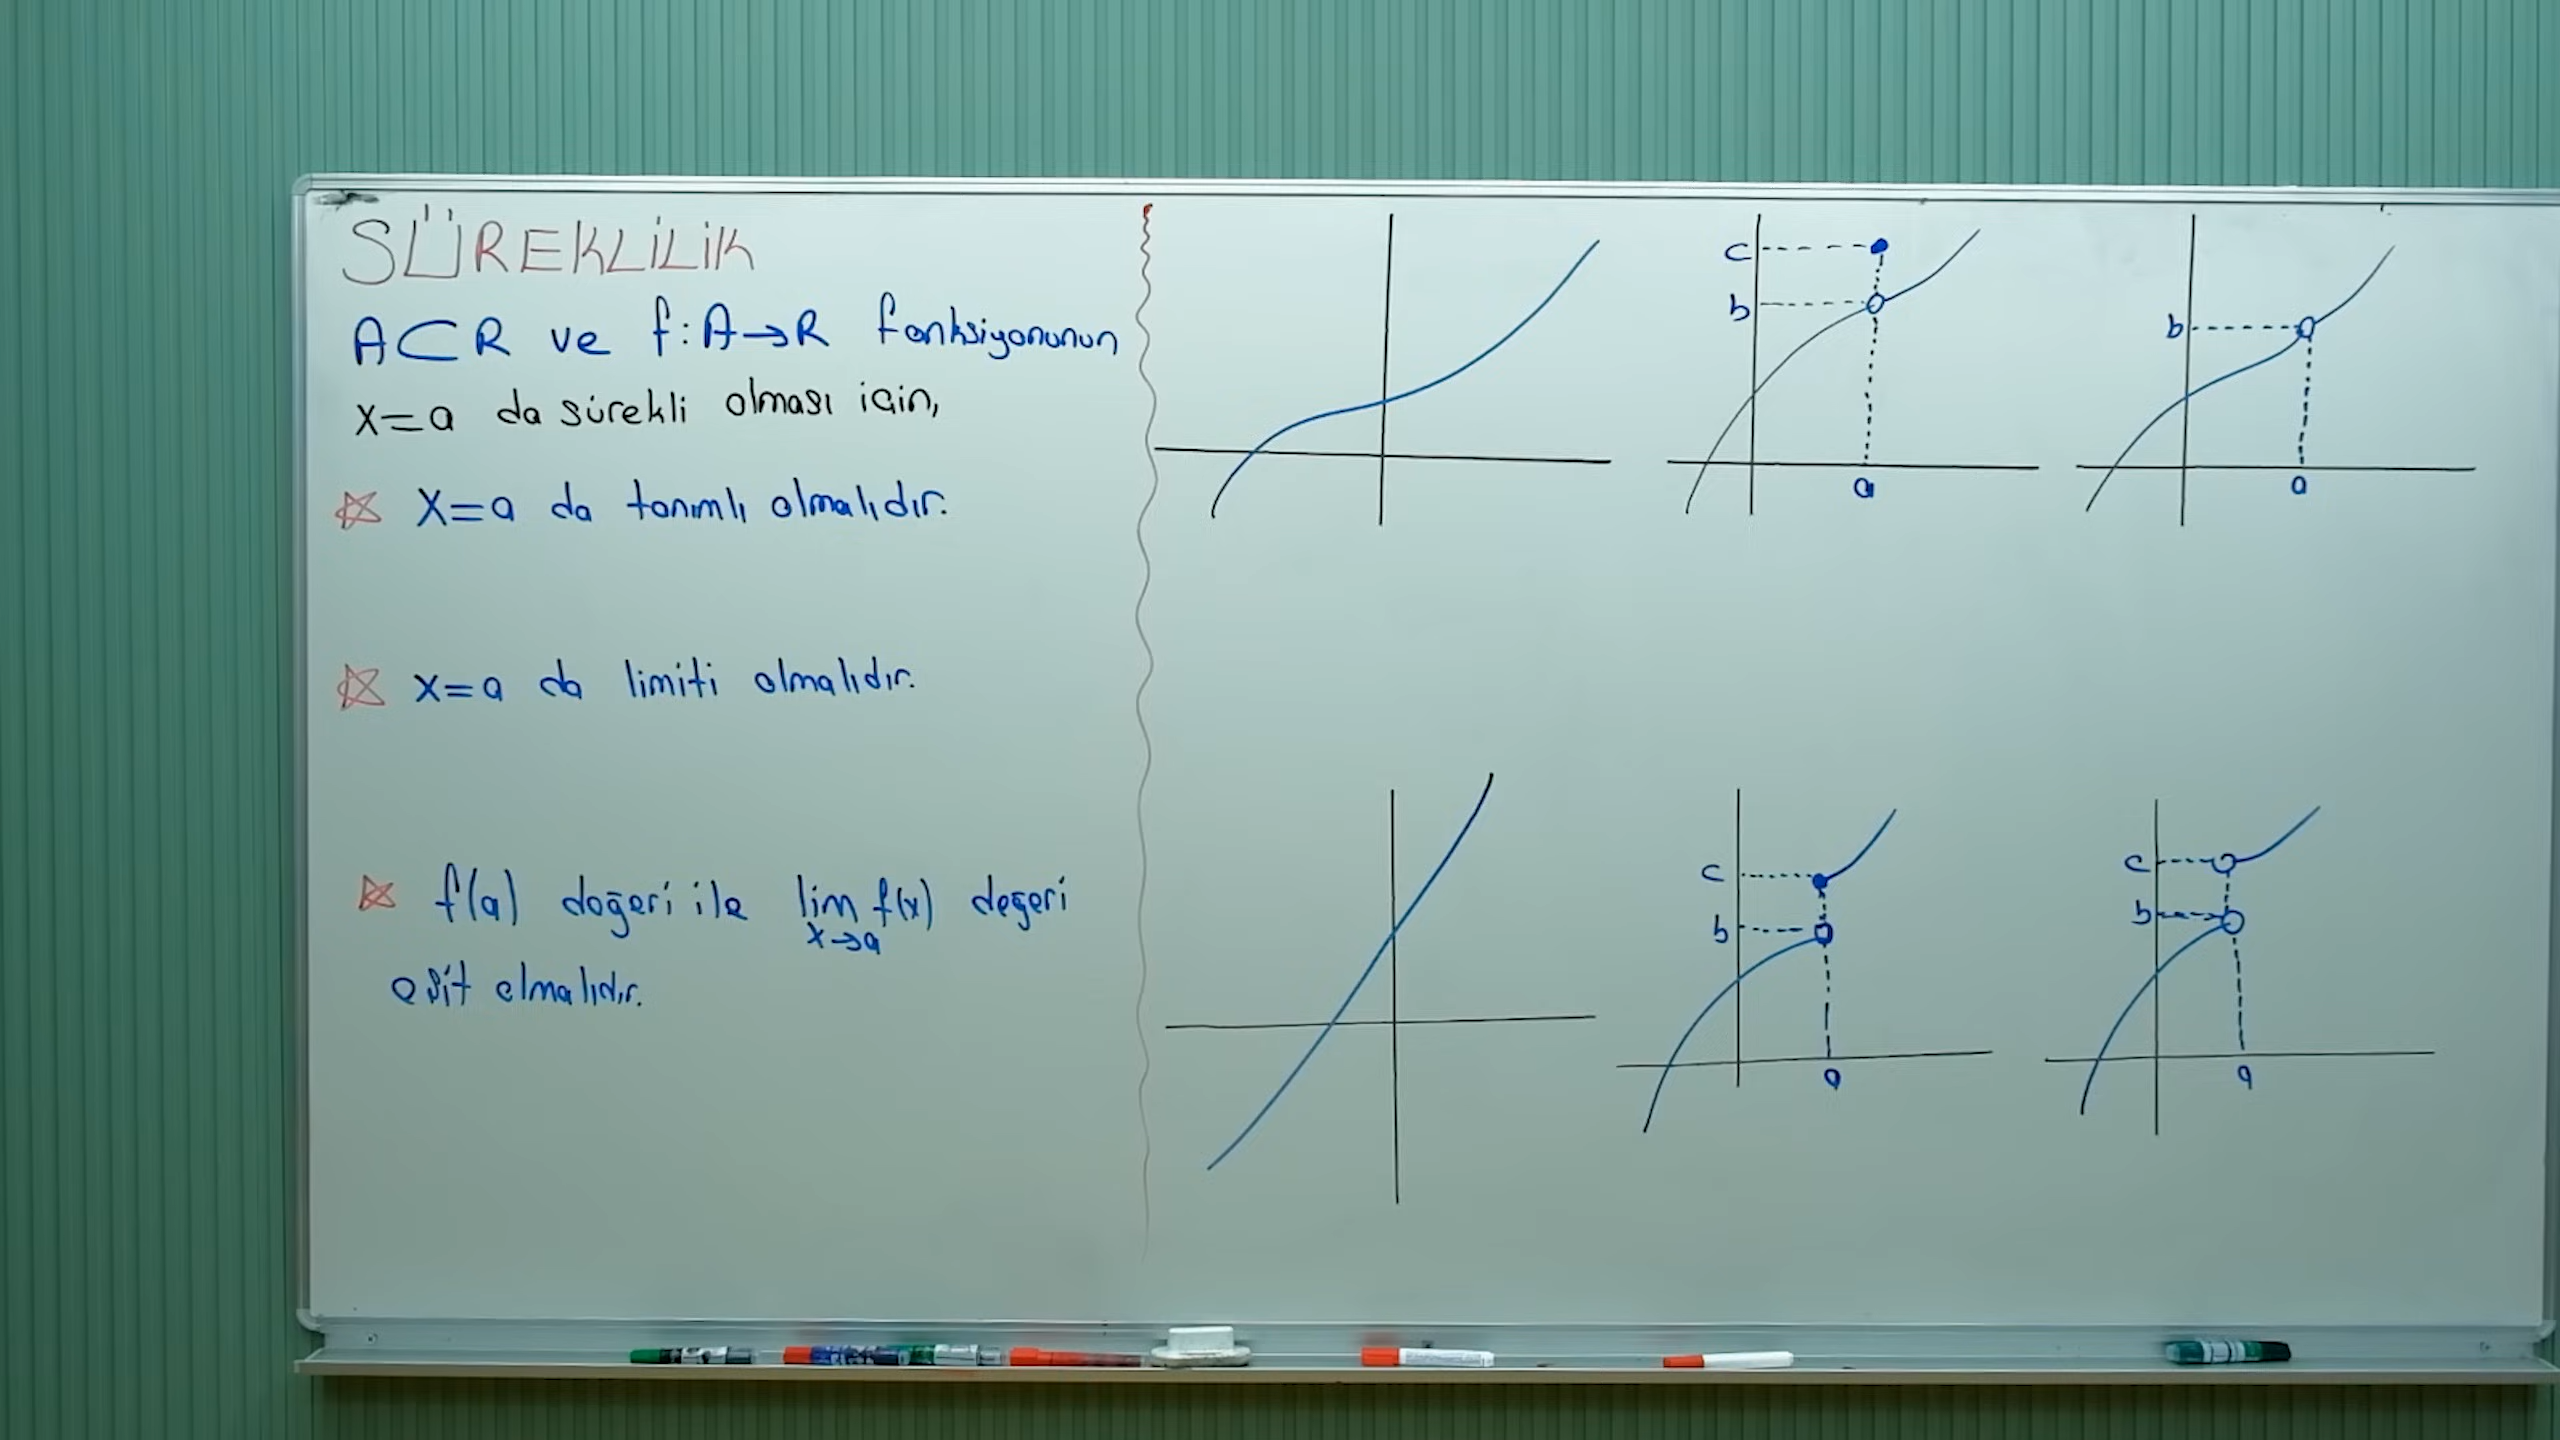 SÜREKLİLİK
A⊂R ve f:A→R fonksiyonunun
x=a da sürekli olması için,
☆ x=a da tanımlı olmalıdır.
☆ x=a da limiti olmalıdır.
☆ f(a) değeri ile lim f(x) değeri
x→a
eşit olmalıdır.
c
b
a
b
a
c
b
a
c
b
a